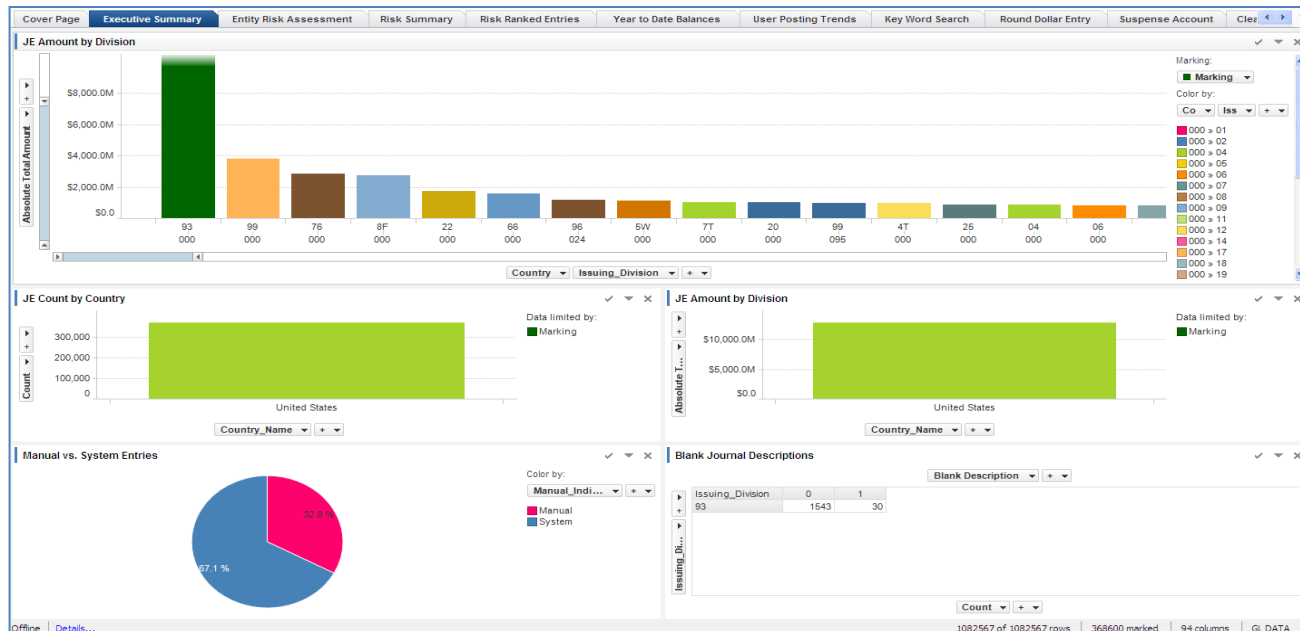 Cover Page Executive Summary Entity Risk Assessment Risk Summary Risk Ranked Entries Year to Date Balances User Posting Trends Key Word Search Round Dollar Entry Suspense Account Clea
JE Amount by Division
Absolute Total Amount
$8,000.0M
$6,000.0M
$4,000.0M
$2,000.0M
$0.0
93 99 76 8F 22 66 96 5W 7T 20 99 4T 25 04 06
000 000 000 000 000 000 024 000 000 000 095 000 000 000 000
Country Issuing_Division +
Marking:
Marking
Color by:
Co Iss +
000 » 01
000 » 02
000 » 04
000 » 05
000 » 06
000 » 07
000 » 08
000 » 09
000 » 11
000 » 12
000 » 14
000 » 17
000 » 18
000 » 19
JE Count by Country
Count
300,000
200,000
100,000
0
United States
Country_Name +
Data limited by:
Marking
JE Amount by Division
Absolute T...
$10,000.0M
$5,000.0M
$0.0
United States
Country_Name +
Data limited by:
Marking
Manual vs. System Entries
32.9 %
67.1 %
Color by:
Manual_Indi... +
Manual
System
Blank Journal Descriptions
Blank Description +
Issuing_Di...
Issuing_Division 0 1
93 1543 30
Count +
Offline Details... 1082567 of 1082567 rows 368600 marked 94 columns GL DATA